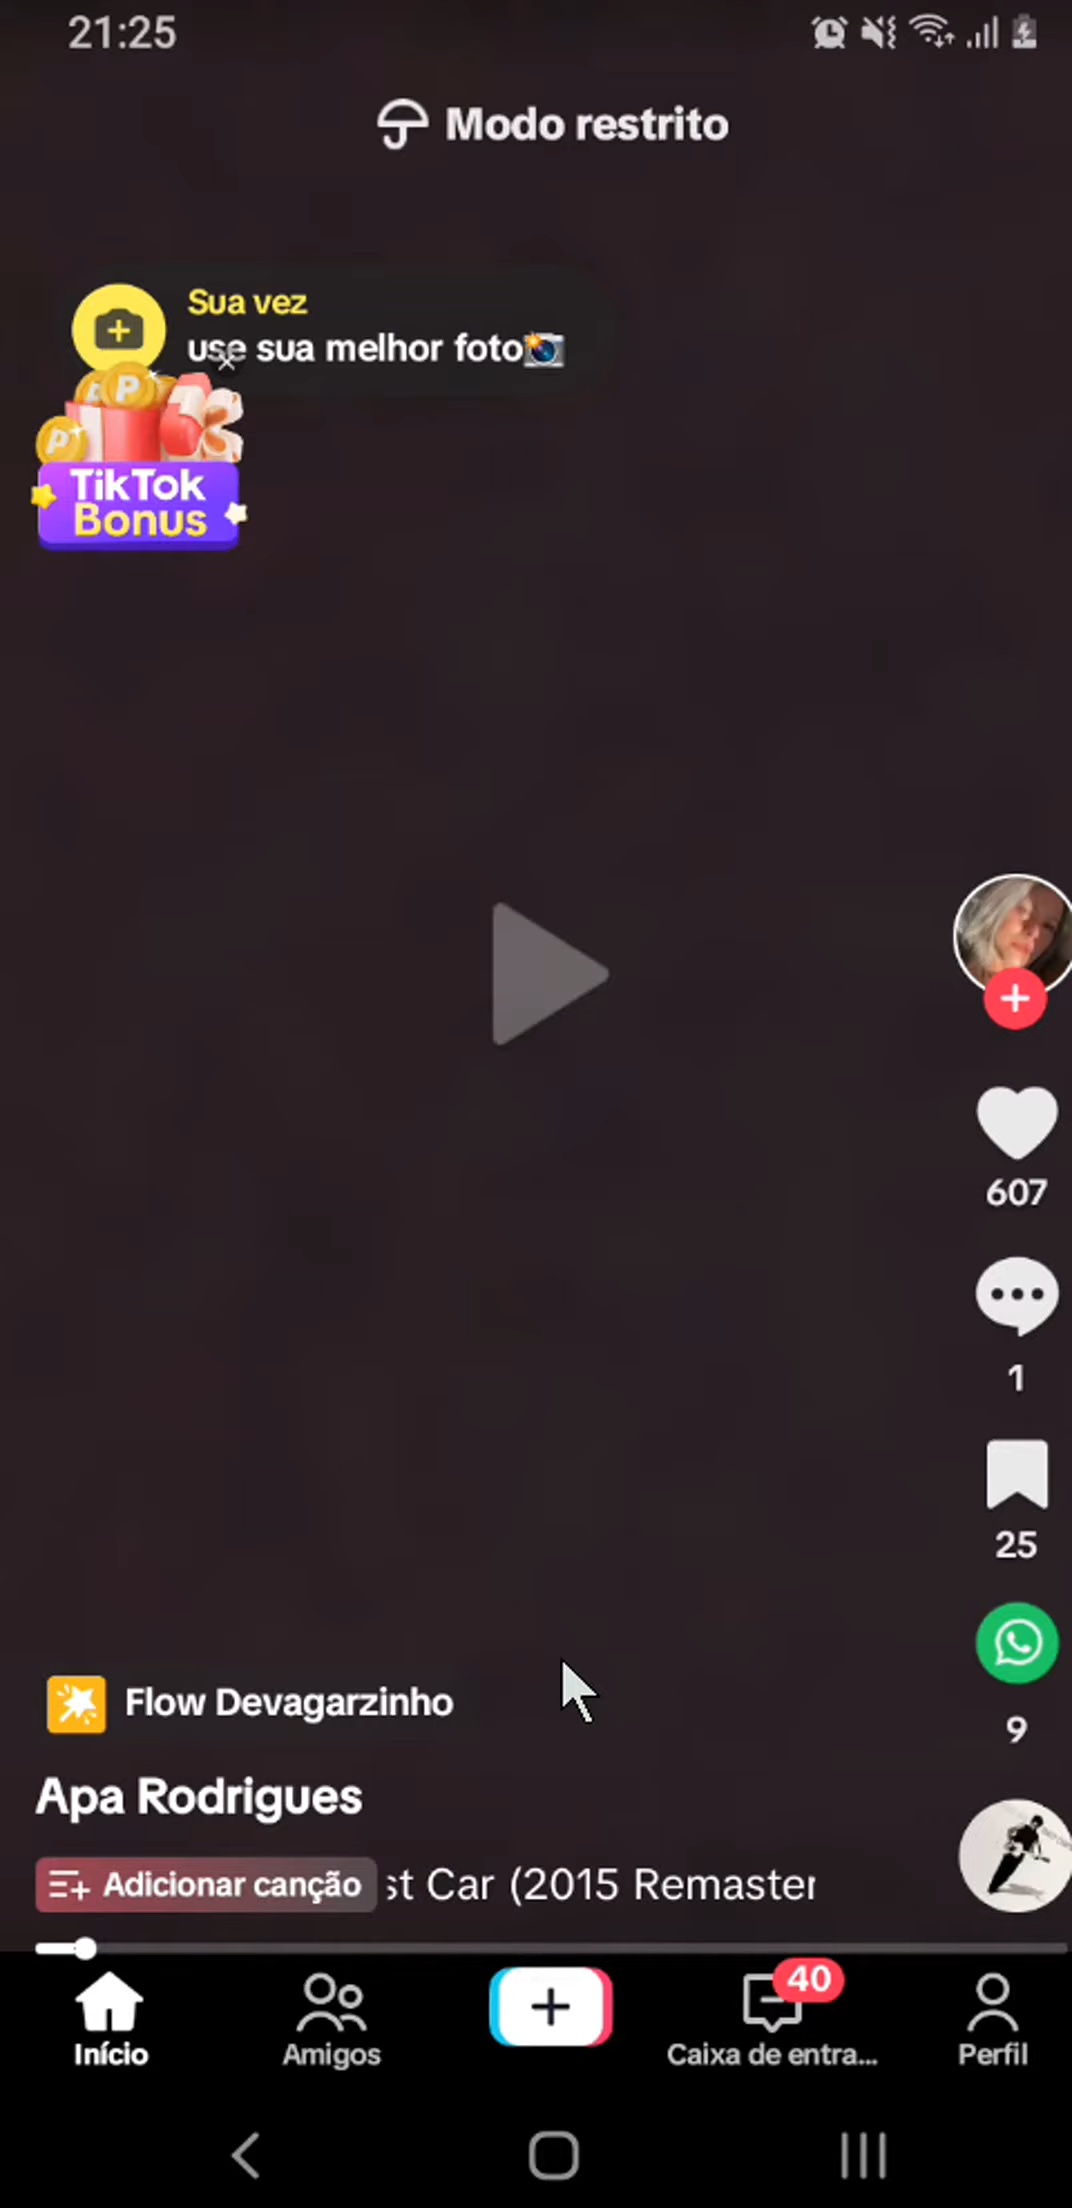 21:25
Modo restrito
Sua vez
use sua melhor foto
TikTok
Bonus
607
1
25
9
Flow Devagarzinho
Apa Rodrigues
Adicionar canção
st Car (2015 Remaster
40
Início
Amigos
Caixa de entra...
Perfil